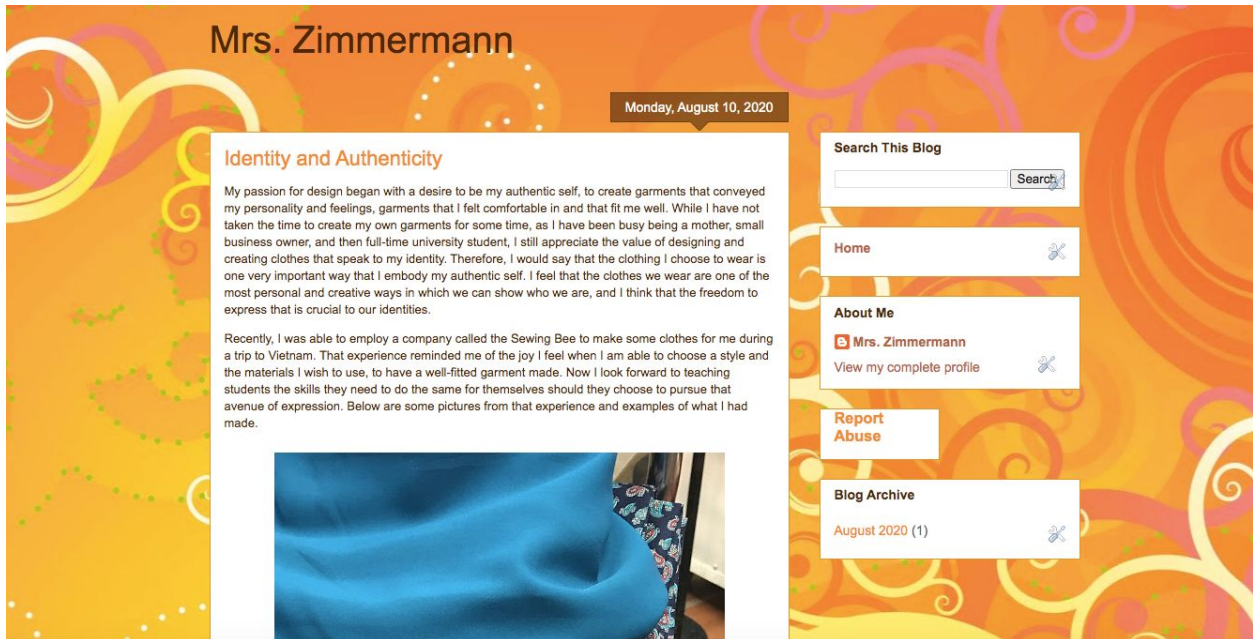 Mrs. Zimmermann
Monday, August 10, 2020
Identity and Authenticity
My passion for design began with a desire to be my authentic self, to create garments that conveyed
my personality and feelings, garments that I felt comfortable in and that fit me well. While I have not
taken the time to create my own garments for some time, as I have been busy being a mother, small
business owner, and then full-time university student, I still appreciate the value of designing and
creating clothes that speak to my identity. Therefore, I would say that the clothing I choose to wear is
one very important way that I embody my authentic self. I feel that the clothes we wear are one of the
most personal and creative ways in which we can show who we are, and I think that the freedom to
express that is crucial to our identities.
Recently, I was able to employ a company called the Sewing Bee to make some clothes for me during
a trip to Vietnam. That experience reminded me of the joy I feel when I am able to choose a style and
the materials I wish to use, to have a well-fitted garment made. Now I look forward to teaching
students the skills they need to do the same for themselves should they choose to pursue that
avenue of expression. Below are some pictures from that experience and examples of what I had
made.
Search This Blog
Search
Home
About Me
Mrs. Zimmermann
View my complete profile
Report
Abuse
Blog Archive
August 2020 (1)